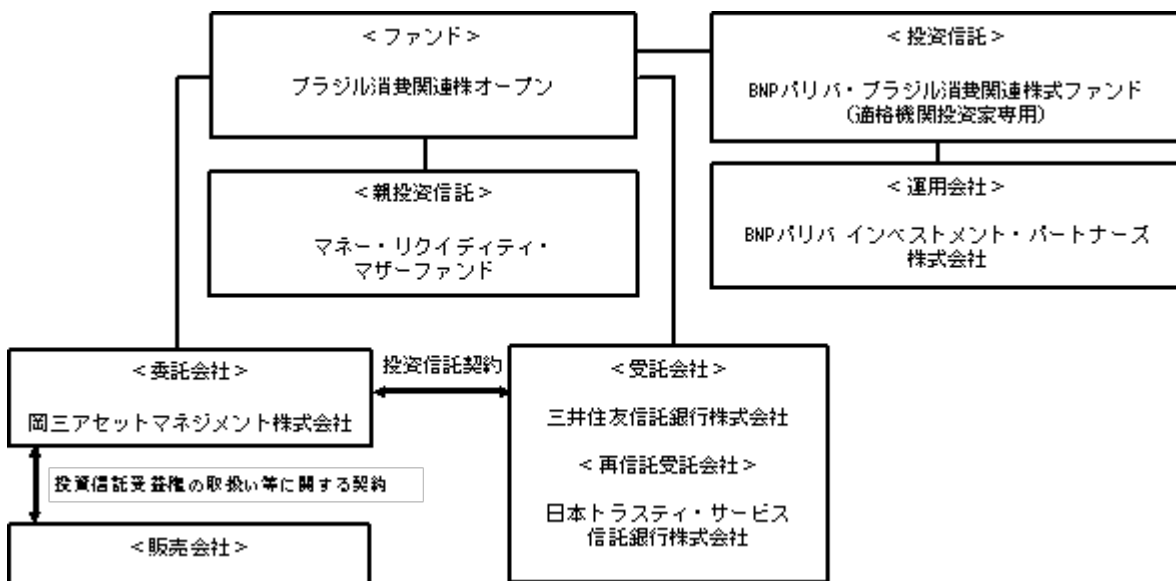 <ファンド>
ブラジル消費関連株オープン
<投資信託>
BNPパリバ・ブラジル消費関連株式ファンド
(適格機関投資家専用)
<親投資信託>
マネー・リクイディティ・
マザーファンド
<運用会社>
BNPパリバ インベストメント・パートナーズ
株式会社
<委託会社>
岡三アセットマネジメント株式会社
投資信託契約
<受託会社>
三井住友信託銀行株式会社
<再信託受託会社>
日本トラスティ・サービス
信託銀行株式会社
投資信託受益権の取扱い等に関する契約
<販売会社>